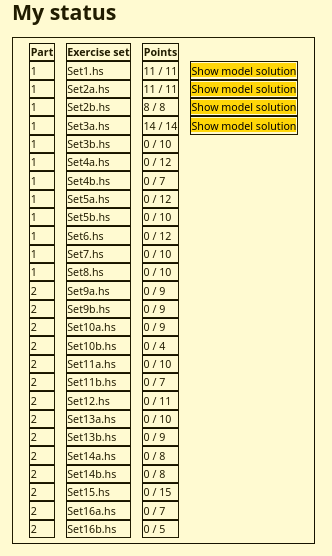 My status
Part Exercise set Points
1 Set1.hs 11 / 11 Show model solution
1 Set2a.hs 11 / 11 Show model solution
1 Set2b.hs 8 / 8 Show model solution
1 Set3a.hs 14 / 14 Show model solution
1 Set3b.hs 0 / 10
1 Set4a.hs 0 / 12
1 Set4b.hs 0 / 7
1 Set5a.hs 0 / 12
1 Set5b.hs 0 / 10
1 Set6.hs 0 / 12
1 Set7.hs 0 / 10
1 Set8.hs 0 / 10
2 Set9a.hs 0 / 9
2 Set9b.hs 0 / 9
2 Set10a.hs 0 / 9
2 Set10b.hs 0 / 4
2 Set11a.hs 0 / 10
2 Set11b.hs 0 / 7
2 Set12.hs 0 / 11
2 Set13a.hs 0 / 10
2 Set13b.hs 0 / 9
2 Set14a.hs 0 / 8
2 Set14b.hs 0 / 8
2 Set15.hs 0 / 15
2 Set16a.hs 0 / 7
2 Set16b.hs 0 / 5